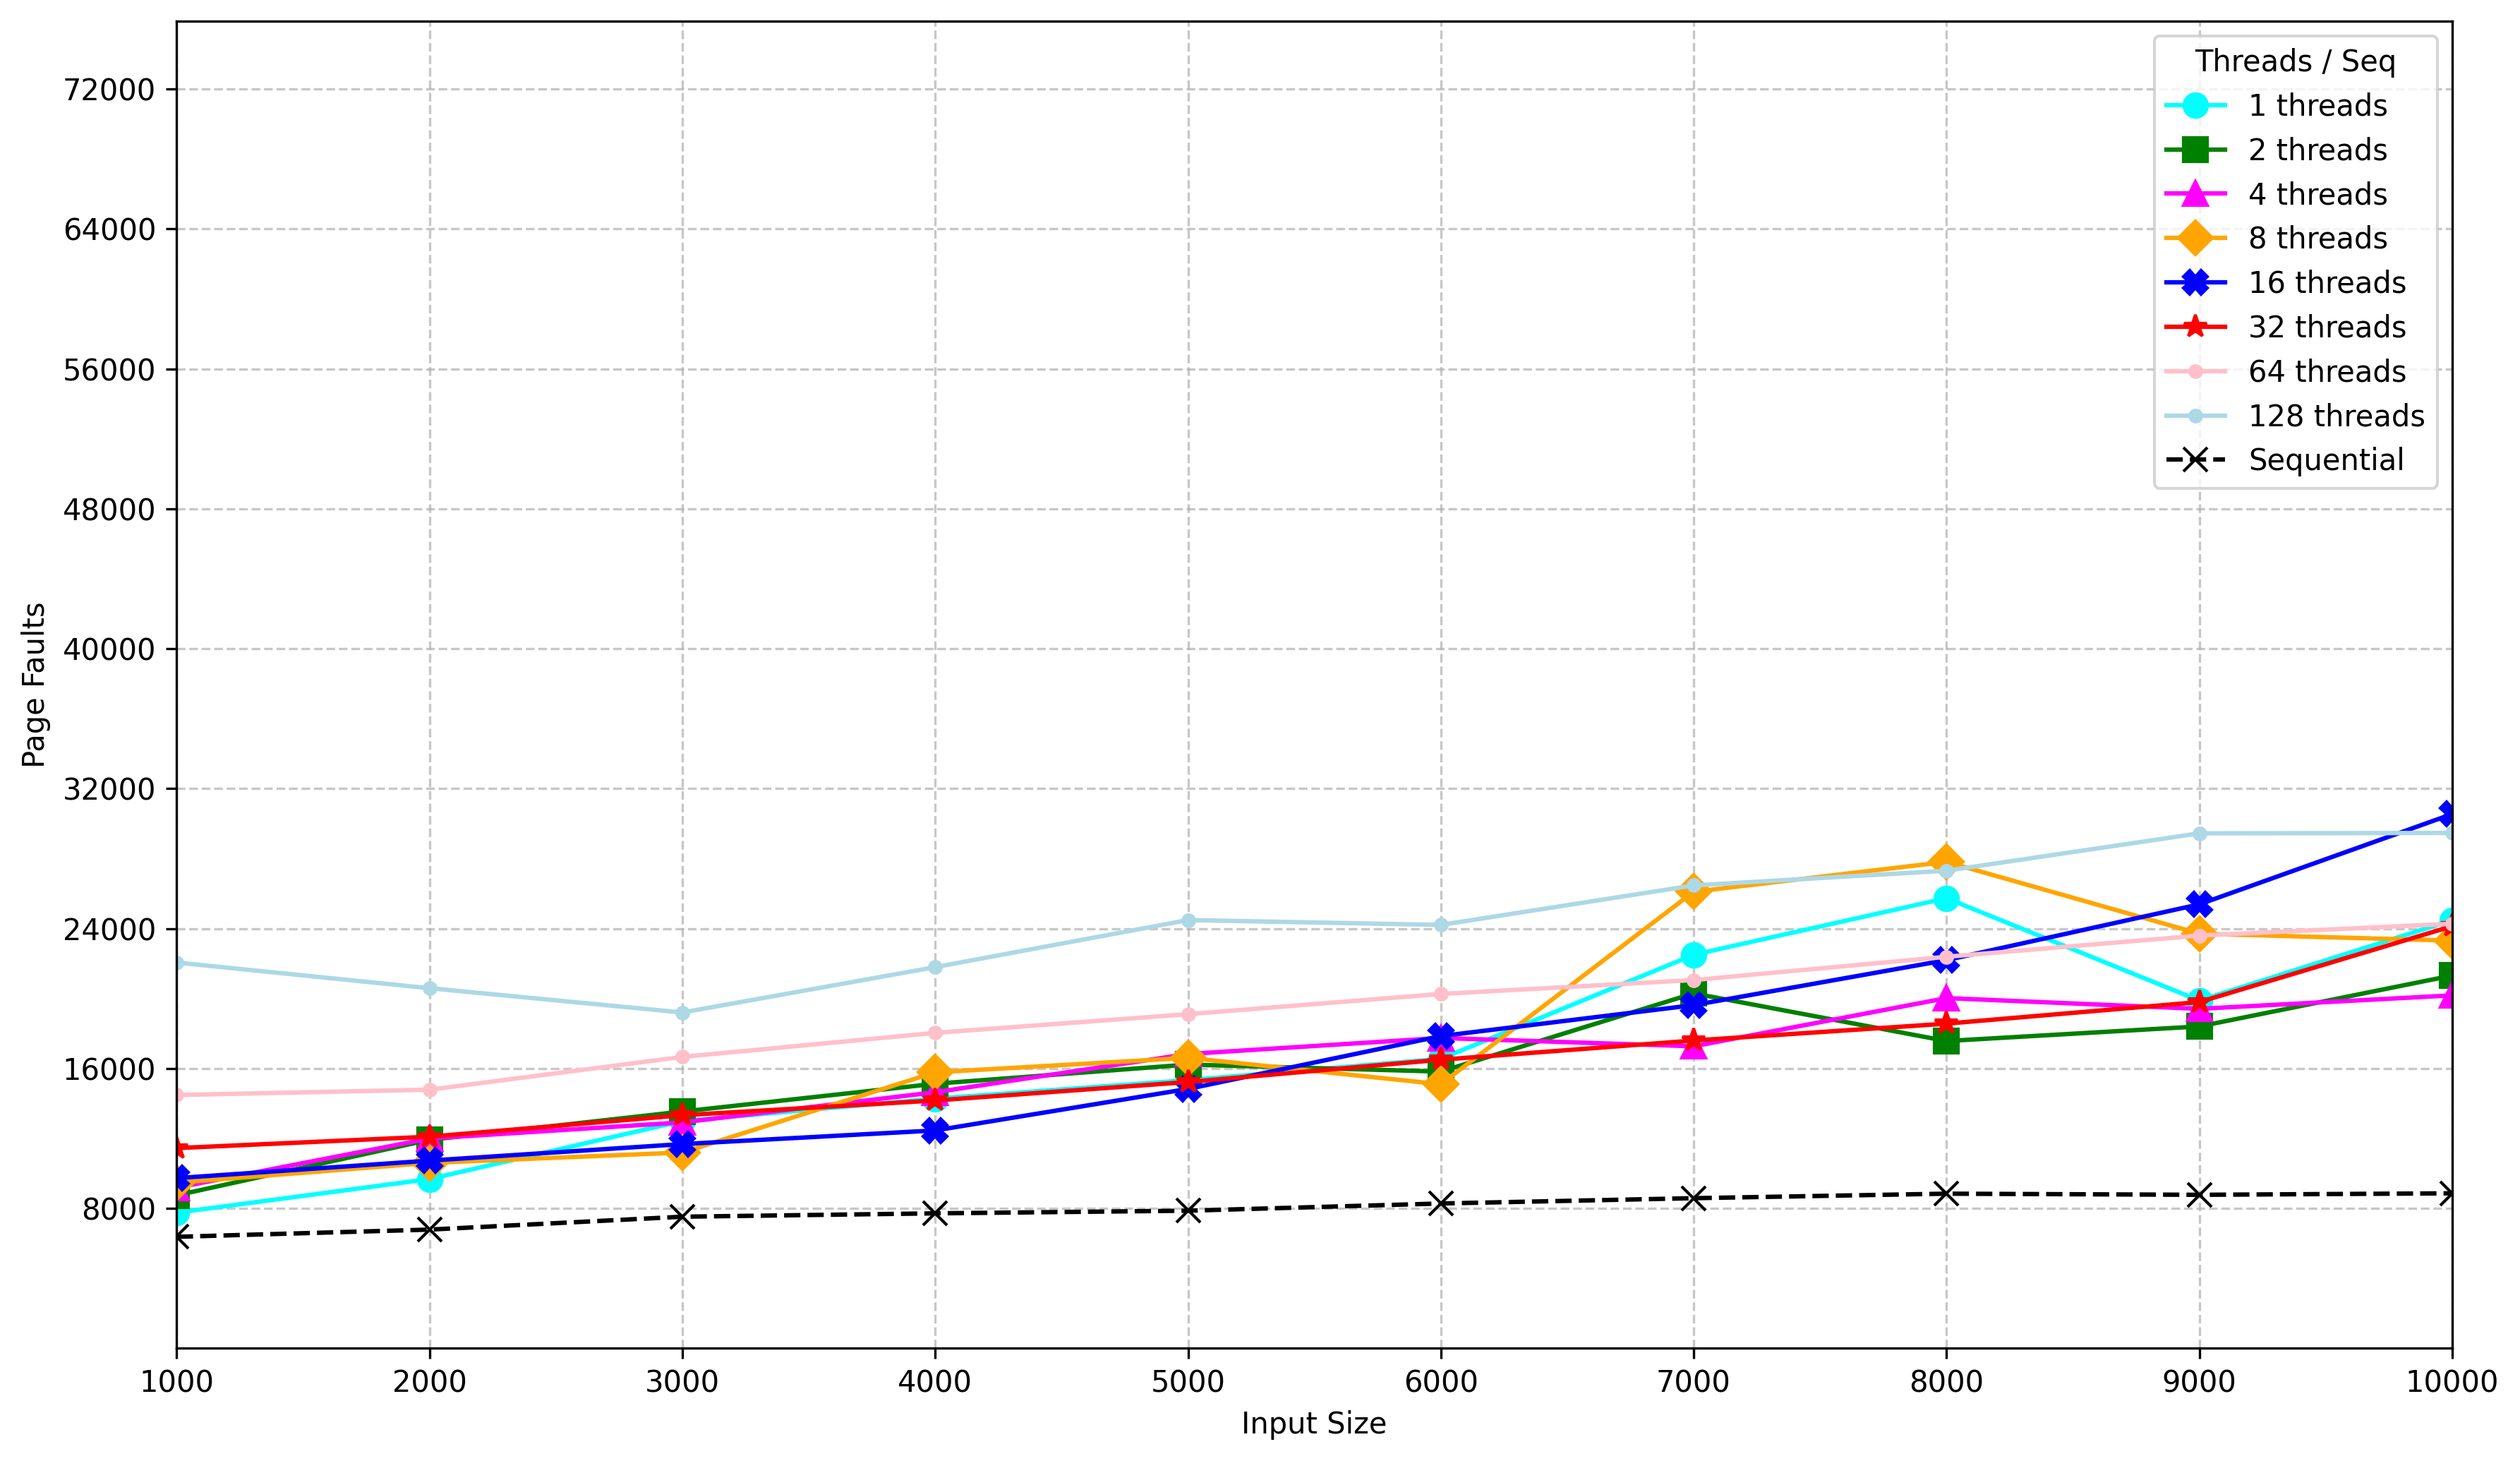 72000
64000
56000
48000
40000
32000
24000
16000
8000
Page Faults
1000 2000 3000 4000 5000 6000 7000 8000 9000 10000
Input Size
Threads / Seq
1 threads
2 threads
4 threads
8 threads
16 threads
32 threads
64 threads
128 threads
Sequential